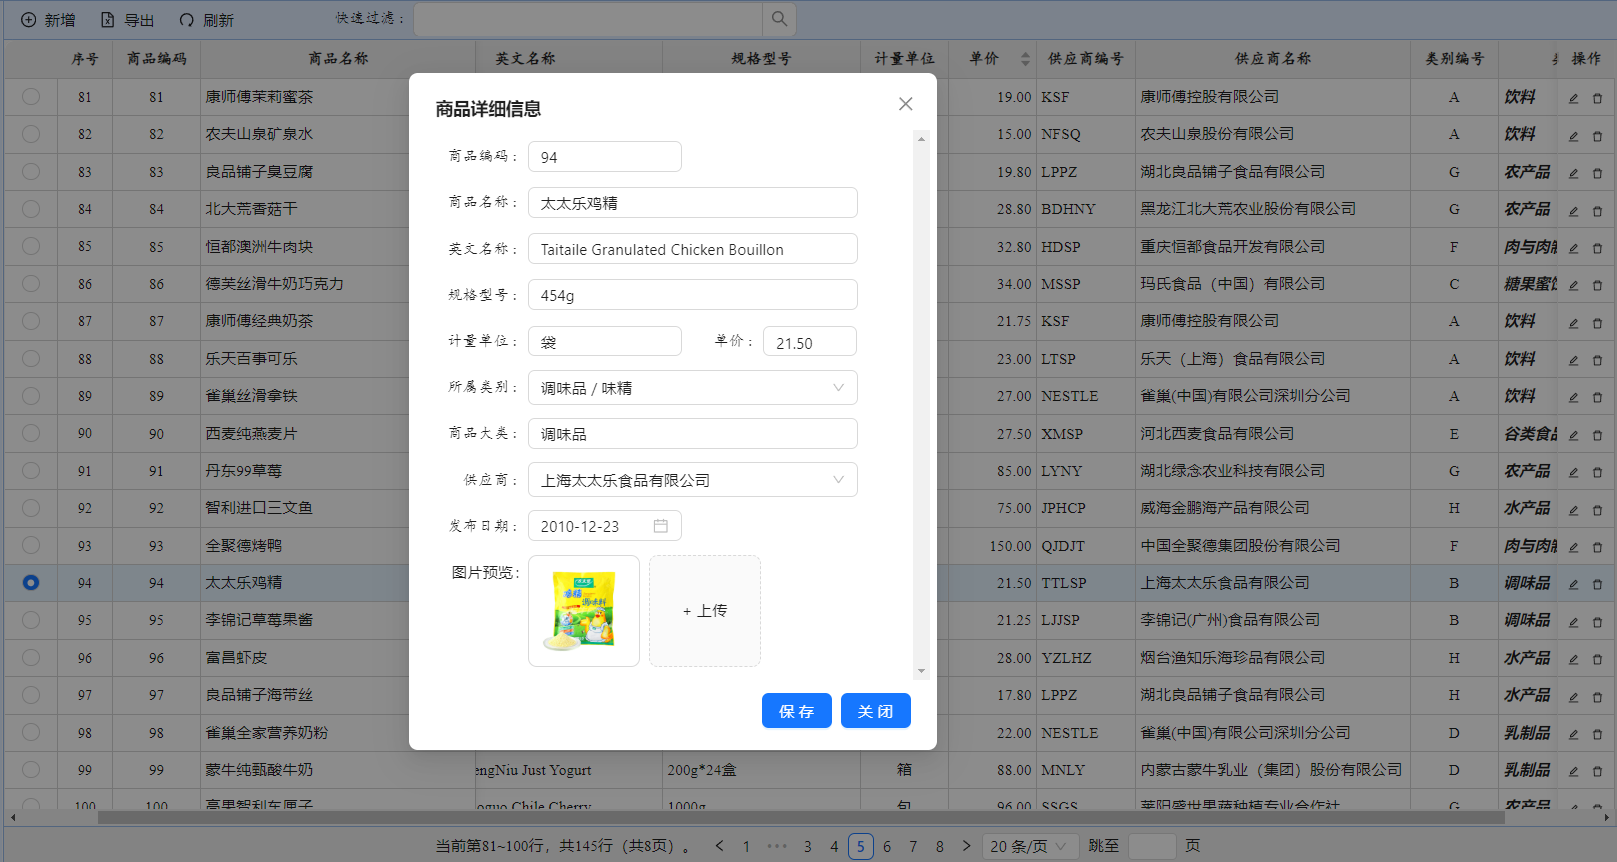 新增 导出 刷新 快速过滤：
序号 商品编码 商品名称 英文名称 规格型号 计量单位 单价 供应商编号 供应商名称 类别编号 操作
81 81 康师傅茉莉蜜茶 19.00 KSF 康师傅控股有限公司 A 饮料
82 82 农夫山泉矿泉水 15.00 NFSQ 农夫山泉股份有限公司 A 饮料
83 83 良品铺子臭豆腐 19.80 LPPZ 湖北良品铺子食品有限公司 G 农产品
84 84 北大荒香菇干 28.80 BDHNY 黑龙江北大荒农业股份有限公司 G 农产品
85 85 恒都澳洲牛肉块 32.80 HDSP 重庆恒都食品开发有限公司 F 肉与肉制
86 86 德芙丝滑牛奶巧克力 34.00 MSSP 玛氏食品（中国）有限公司 C 糖果蜜饯
87 87 康师傅经典奶茶 21.75 KSF 康师傅控股有限公司 A 饮料
88 88 乐天百事可乐 23.00 LTSP 乐天（上海）食品有限公司 A 饮料
89 89 雀巢丝滑拿铁 27.00 NESTLE 雀巢(中国)有限公司深圳分公司 A 饮料
90 90 西麦纯燕麦片 27.50 XMSP 河北西麦食品有限公司 E 谷类食品
91 91 丹东99草莓 85.00 LYNY 湖北绿念农业科技有限公司 G 农产品
92 92 智利进口三文鱼 75.00 JPHCP 威海金鹏海产品有限公司 H 水产品
93 93 全聚德烤鸭 150.00 QJDJT 中国全聚德集团股份有限公司 F 肉与肉制
94 94 太太乐鸡精 21.50 TTLSP 上海太太乐食品有限公司 B 调味品
95 95 李锦记草莓果酱 21.25 LJJSP 李锦记(广州)食品有限公司 B 调味品
96 96 富昌虾皮 28.00 YZLHZ 烟台渔知乐海珍品有限公司 H 水产品
97 97 良品铺子海带丝 17.80 LPPZ 湖北良品铺子食品有限公司 H 水产品
98 98 雀巢全家营养奶粉 22.00 NESTLE 雀巢(中国)有限公司深圳分公司 D 乳制品
99 99 蒙牛纯甄酸牛奶 engNiu Just Yogurt 200g*24盒 箱 88.00 MNLY 内蒙古蒙牛乳业（集团）股份有限公司 D 乳制品
100 100 高果智利车厘子 oguo Chile Cherry 1000g 包 96.00 SSGS 莱阳盛世果蔬种植专业合作社 G 农产品
商品详细信息
商品编码： 94
商品名称： 太太乐鸡精
英文名称： Taitaile Granulated Chicken Bouillon
规格型号： 454g
计量单位： 袋 单价： 21.50
所属类别： 调味品 / 味精
商品大类： 调味品
供应商： 上海太太乐食品有限公司
发布日期： 2010-12-23
图片预览：
+ 上传
保存 关闭
当前第81~100行，共145行（共8页）。 < 1 ••• 3 4 5 6 7 8 > 20 条/页 跳至 页